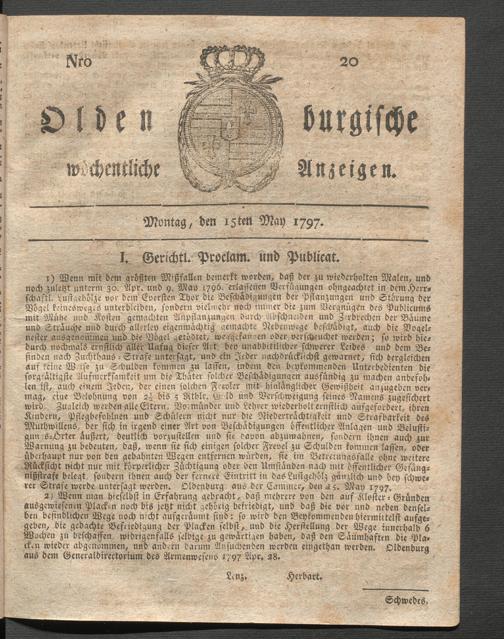 Nro 20
Olden burgische
wöchentliche Anzeigen.
Montag, den 15ten May 1797.
I. Gerichtl. Proclam. und Publicat.
1) Wenn mit dem größten Mißfallen bemerkt worden, daß der zu wiederholten Malen, und
noch zuletzt unterm 30. Apr. und 9. May 1796. erlassenen Verfügungen ohngeachtet in dem Herr-
schaftl. Lustgehölze vor dem Eversten Thor die Beschädigungen der Pflanzungen und Störung der
Vögel keinesweges unterbleiben, sondern vielmehr noch immer die zum Vergnügen des Publicums
mit Mühe und Kosten gemachten Anpflanzungen durch Abschneiden und Zerbrechen der Bäume
und Sträuche und durch allerley eigenmächtig gemachte Nebenwege beschädigt, auch die Vogel-
nester ausgenommen und die Vögel getödtet, weggefangen oder verscheucht werden; so wird hie-
durch nochmals ernstlich aller Unfug dieser Art, bey unabbittlicher schwerer Leibes- und dem Be-
finden nach Zuchthaus-Strafe untersagt, und ein Jeder nachdrücklichst gewarnet, sich dergleichen
auf keine Weise zu Schulden kommen zu lassen, indem den beykommenden Unterbedienten die
sorgfältigste Aufmerksamkeit um die Thäter solcher Beschädigungen ausfündig zu machen anbefoh-
len ist, auch einem Jeden, der einen solchen Frevler mit hinlänglicher Gewißheit anzugeben ver-
mag, eine Belohnung von 2½ bis 5 Rthlr. Gold und Verschweigung seines Namens zugesichert
wird. Zugleich werden alle Eltern, Vormünder und Lehrer wiederholentlich aufgefordert, ihren
Kindern, Pflegbefohlnen und Schülern nicht nur die Niederträchtigkeit und Strafbarkeit des
Muthwillens, der sich in irgend einer Art von Beschädigungen öffentlicher Anlagen und Belusti-
gungs-Örter äußert, deutlich vorzustellen und sie davon abzumahnen, sondern ihnen auch zur
Warnung zu bedeuten, daß, wenn sie sich einigen solcher Frevel zu Schulden kommen lassen, oder
überhaupt nur von den gebahnten Wegen entfernen würden, sie im Betretungsfalle ohne weitere
Rücksicht nicht nur mit körperlicher Züchtigung oder den Umständen nach mit öffentlicher Gefäng-
nißstrafe belegt, sondern ihnen auch der fernere Eintritt in das Lustgehölz gänzlich und bey schwe-
rer Strafe werde untersagt werden. Oldenburg aus der Cammer, den May 1797.
2) Wenn man hieselbst in Erfahrung gebracht, daß mehrere von den auf Kloster-Gründen
ausgewiesenen Placken noch bis jetzt nicht gehörig befriedigt, und daß die vor und neben densel-
ben befindlichen Wege noch nicht aufgeräumt sind: so wird den Beykommenden hiermittelst aufge-
geben, die gedachte Befriedigung der Placken selbst, und die Herstellung der Wege innerhalb 6
Wochen zu beschaffen, widrigenfalls selbige zu gewärtigen haben, daß den Säumhaften die Pla-
cken wieder abgenommen, und andern darum Ansuchenden werden eingethan werden. Oldenburg
aus dem Generaldirectorium des Armenwesens 1797 Apr. 28.
Lenz. Herbart.
Schwedes.